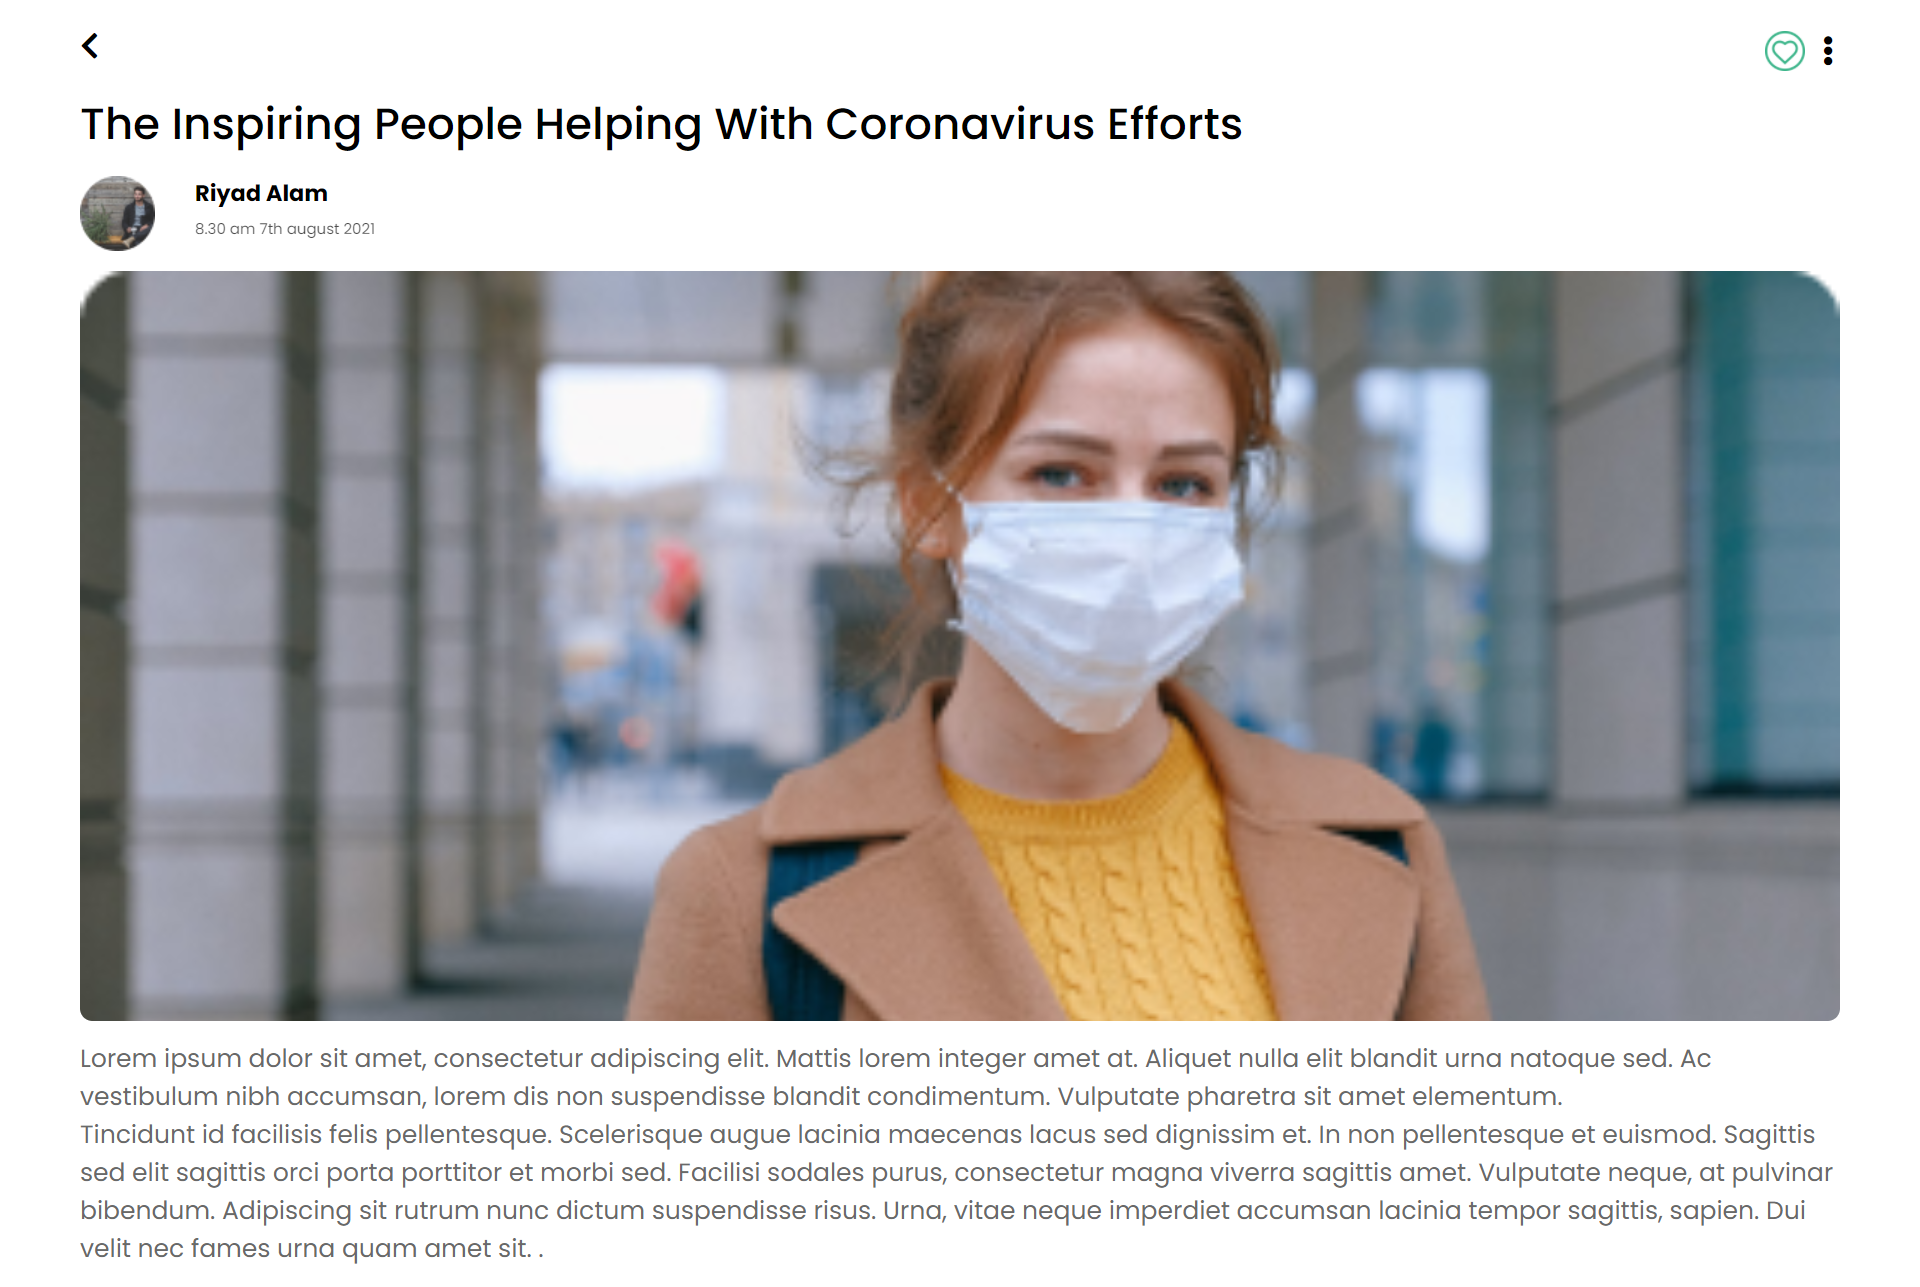 The Inspiring People Helping With Coronavirus Efforts
Riyad Alam
8.30 am 7th august 2021
Lorem ipsum dolor sit amet, consectetur adipiscing elit. Mattis lorem integer amet at. Aliquet nulla elit blandit urna natoque sed. Ac
vestibulum nibh accumsan, lorem dis non suspendisse blandit condimentum. Vulputate pharetra sit amet elementum.
Tincidunt id facilisis felis pellentesque. Scelerisque augue lacinia maecenas lacus sed dignissim et. In non pellentesque et euismod. Sagittis
sed elit sagittis orci porta porttitor et morbi sed. Facilisi sodales purus, consectetur magna viverra sagittis amet. Vulputate neque, at pulvinar
bibendum. Adipiscing sit rutrum nunc dictum suspendisse risus. Urna, vitae neque imperdiet accumsan lacinia tempor sagittis, sapien. Dui
velit nec fames urna quam amet sit. .